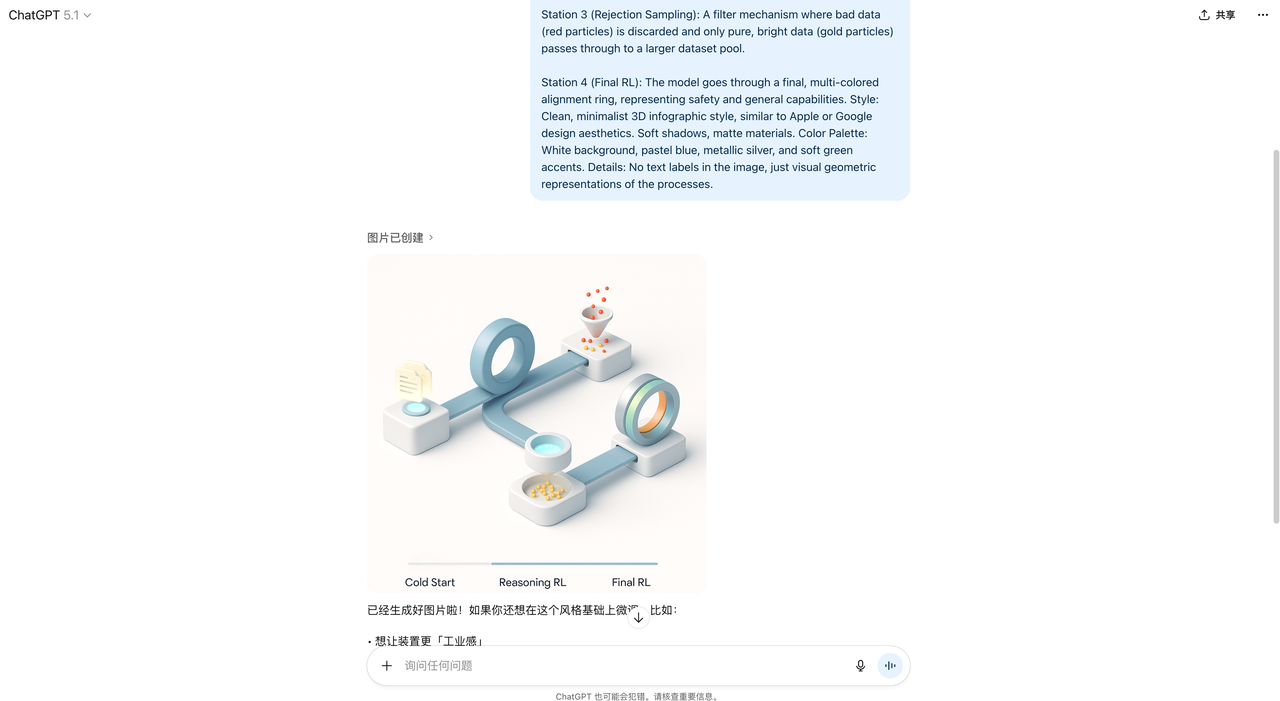 ChatGPT 5.1
共享
Station 3 (Rejection Sampling): A filter mechanism where bad data
(red particles) is discarded and only pure, bright data (gold particles)
passes through to a larger dataset pool.
Station 4 (Final RL): The model goes through a final, multi-colored
alignment ring, representing safety and general capabilities. Style:
Clean, minimalist 3D infographic style, similar to Apple or Google
design aesthetics. Soft shadows, matte materials. Color Palette:
White background, pastel blue, metallic silver, and soft green
accents. Details: No text labels in the image, just visual geometric
representations of the processes.
图片已创建
Cold Start
Reasoning RL
Final RL
已经生成好图片啦！如果你还想在这个风格基础上微 比如：
• 想让装置更「工业感」
询问任何问题
ChatGPT 也可能会犯错。请核查重要信息。